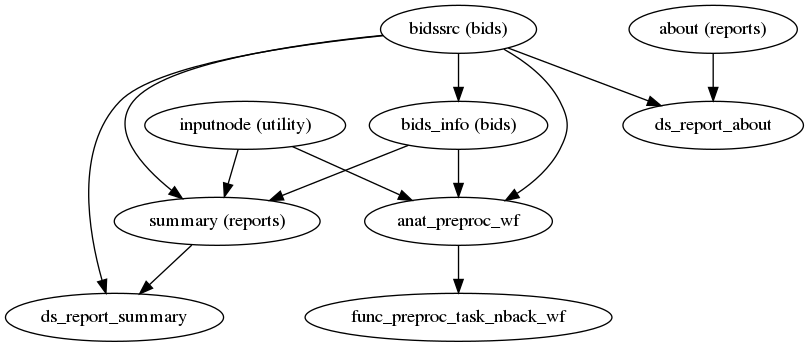 bidssrc (bids)
about (reports)
inputnode (utility)
bids_info (bids)
ds_report_about
summary (reports)
anat_preproc_wf
ds_report_summary
func_preproc_task_nback_wf